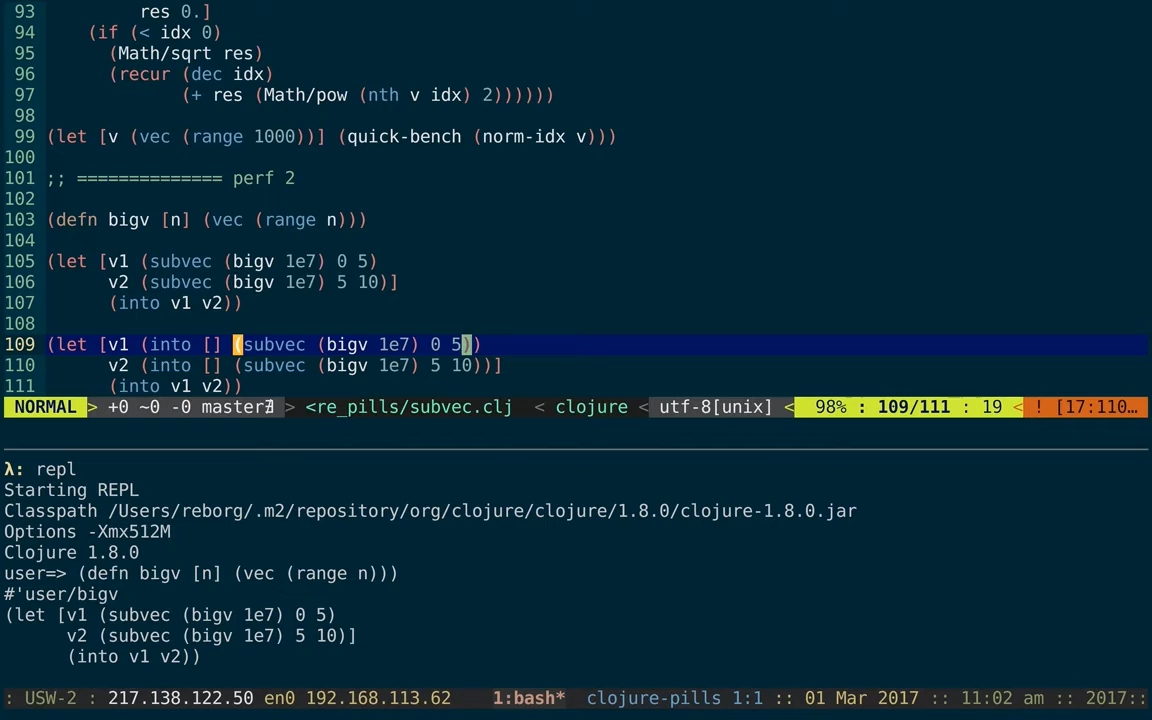 93          res 0.]
94     (if (< idx 0)
95       (Math/sqrt res)
96       (recur (dec idx)
97              (+ res (Math/pow (nth v idx) 2))))))
98
99 (let [v (vec (range 1000))] (quick-bench (norm-idx v)))
100
101 ;; ============== perf 2
102
103 (defn bigv [n] (vec (range n)))
104
105 (let [v1 (subvec (bigv 1e7) 0 5)
106       v2 (subvec (bigv 1e7) 5 10)]
107       (into v1 v2))
108
109 (let [v1 (into [] (subvec (bigv 1e7) 0 5))
110       v2 (into [] (subvec (bigv 1e7) 5 10))]
111       (into v1 v2))
NORMAL > +0 ~0 -0 master∄ > <re_pills/subvec.clj < clojure < utf-8[unix] < 98% : 109/111 : 19 < ! [17:110…
λ: repl
Starting REPL
Classpath /Users/reborg/.m2/repository/org/clojure/clojure/1.8.0/clojure-1.8.0.jar
Options -Xmx512M
Clojure 1.8.0
user=> (defn bigv [n] (vec (range n)))
#'user/bigv
(let [v1 (subvec (bigv 1e7) 0 5)
      v2 (subvec (bigv 1e7) 5 10)]
      (into v1 v2))
: USW-2 : 217.138.122.50 en0 192.168.113.62    1:bash*  clojure-pills 1:1 :: 01 Mar 2017 :: 11:02 am :: 2017::